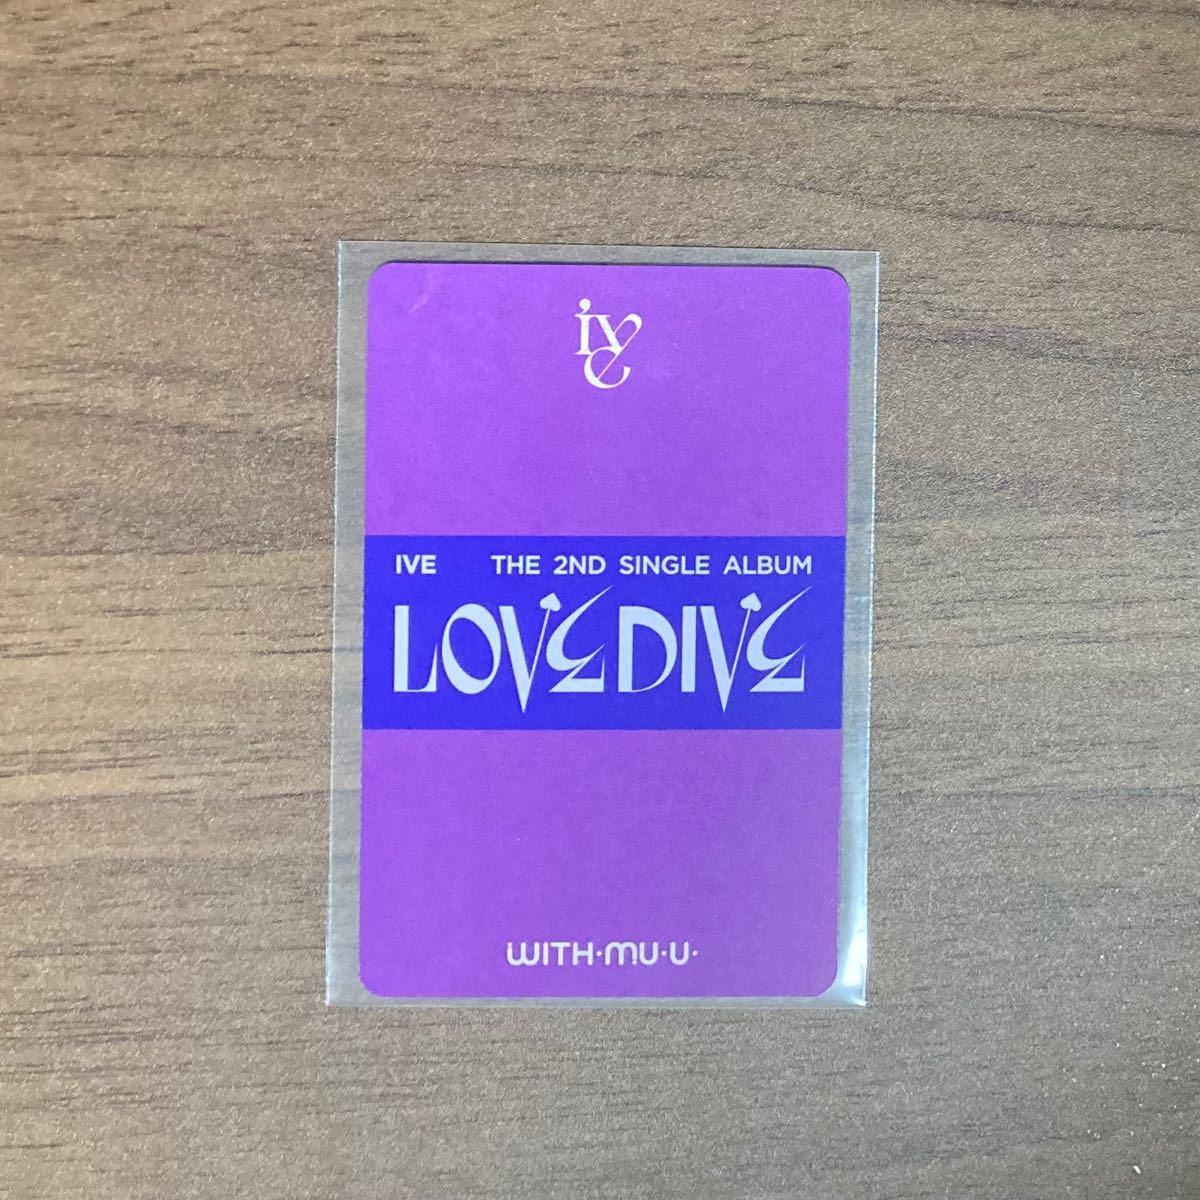 ive
IVE THE 2ND SINGLE ALBUM
LOVE DIVE
WITH·MU·U·